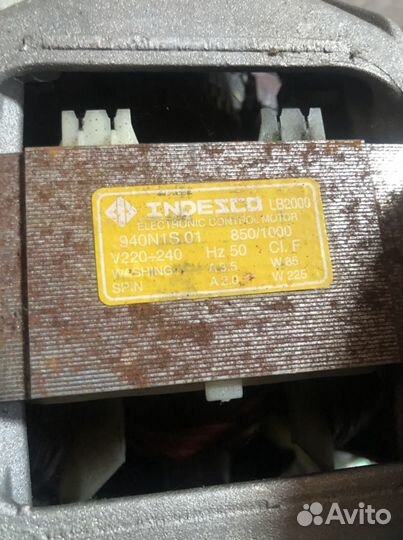 INDESCO LB2000
ELECTRONIC CONTROL MOTOR
940N1S.01 850/1000
V220÷240 Hz 50 Cl. F
WASHING A 3.5 W 85
SPIN A 3.0 W 225
Avito